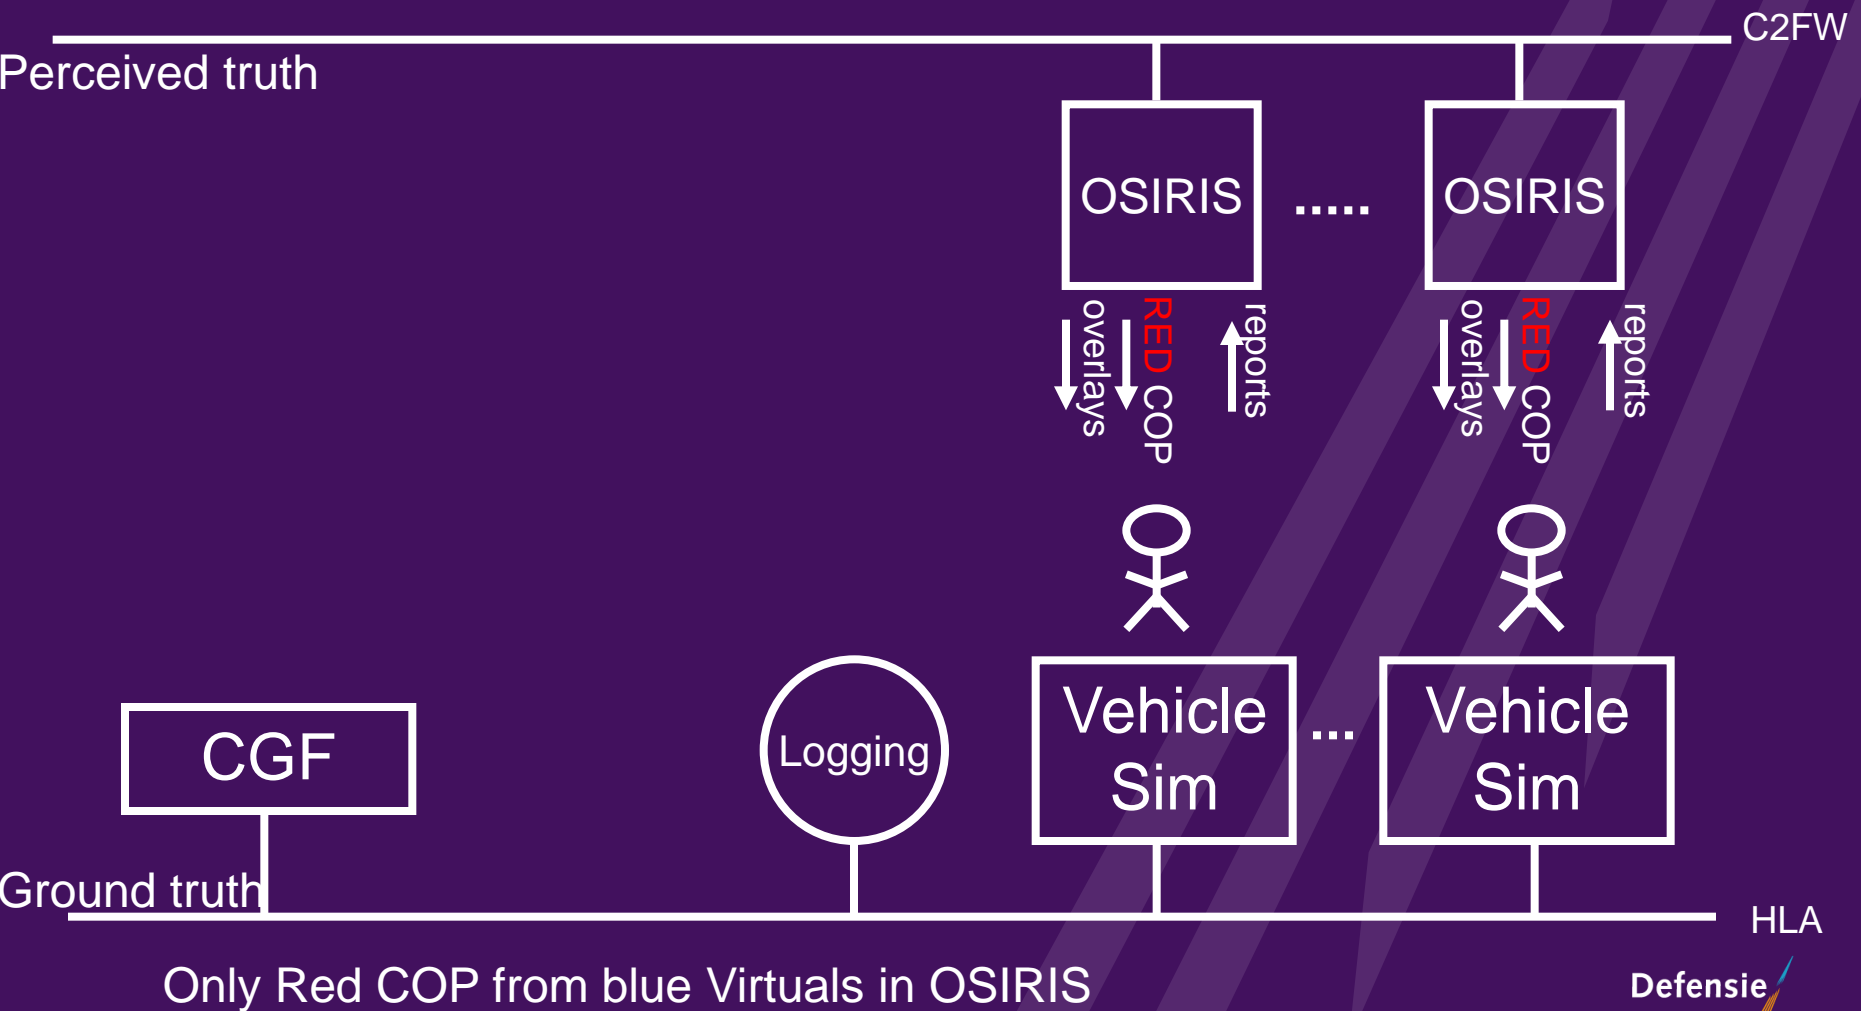 C2FW
Perceived truth
OSIRIS
.....
OSIRIS
overlays
RED COP
reports
overlays
RED COP
reports
CGF
Logging
Vehicle
Sim
...
Vehicle
Sim
Ground truth
HLA
Only Red COP from blue Virtuals in OSIRIS
Defensie